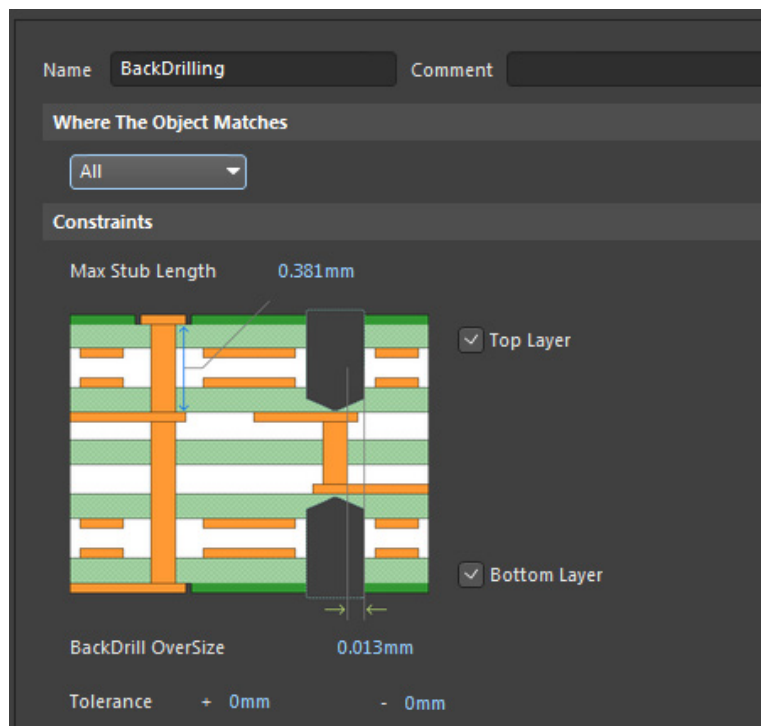 Name BackDrilling Comment
Where The Object Matches
All
Constraints
Max Stub Length 0.381mm
Top Layer
Bottom Layer
BackDrill OverSize 0.013mm
Tolerance + 0mm - 0mm